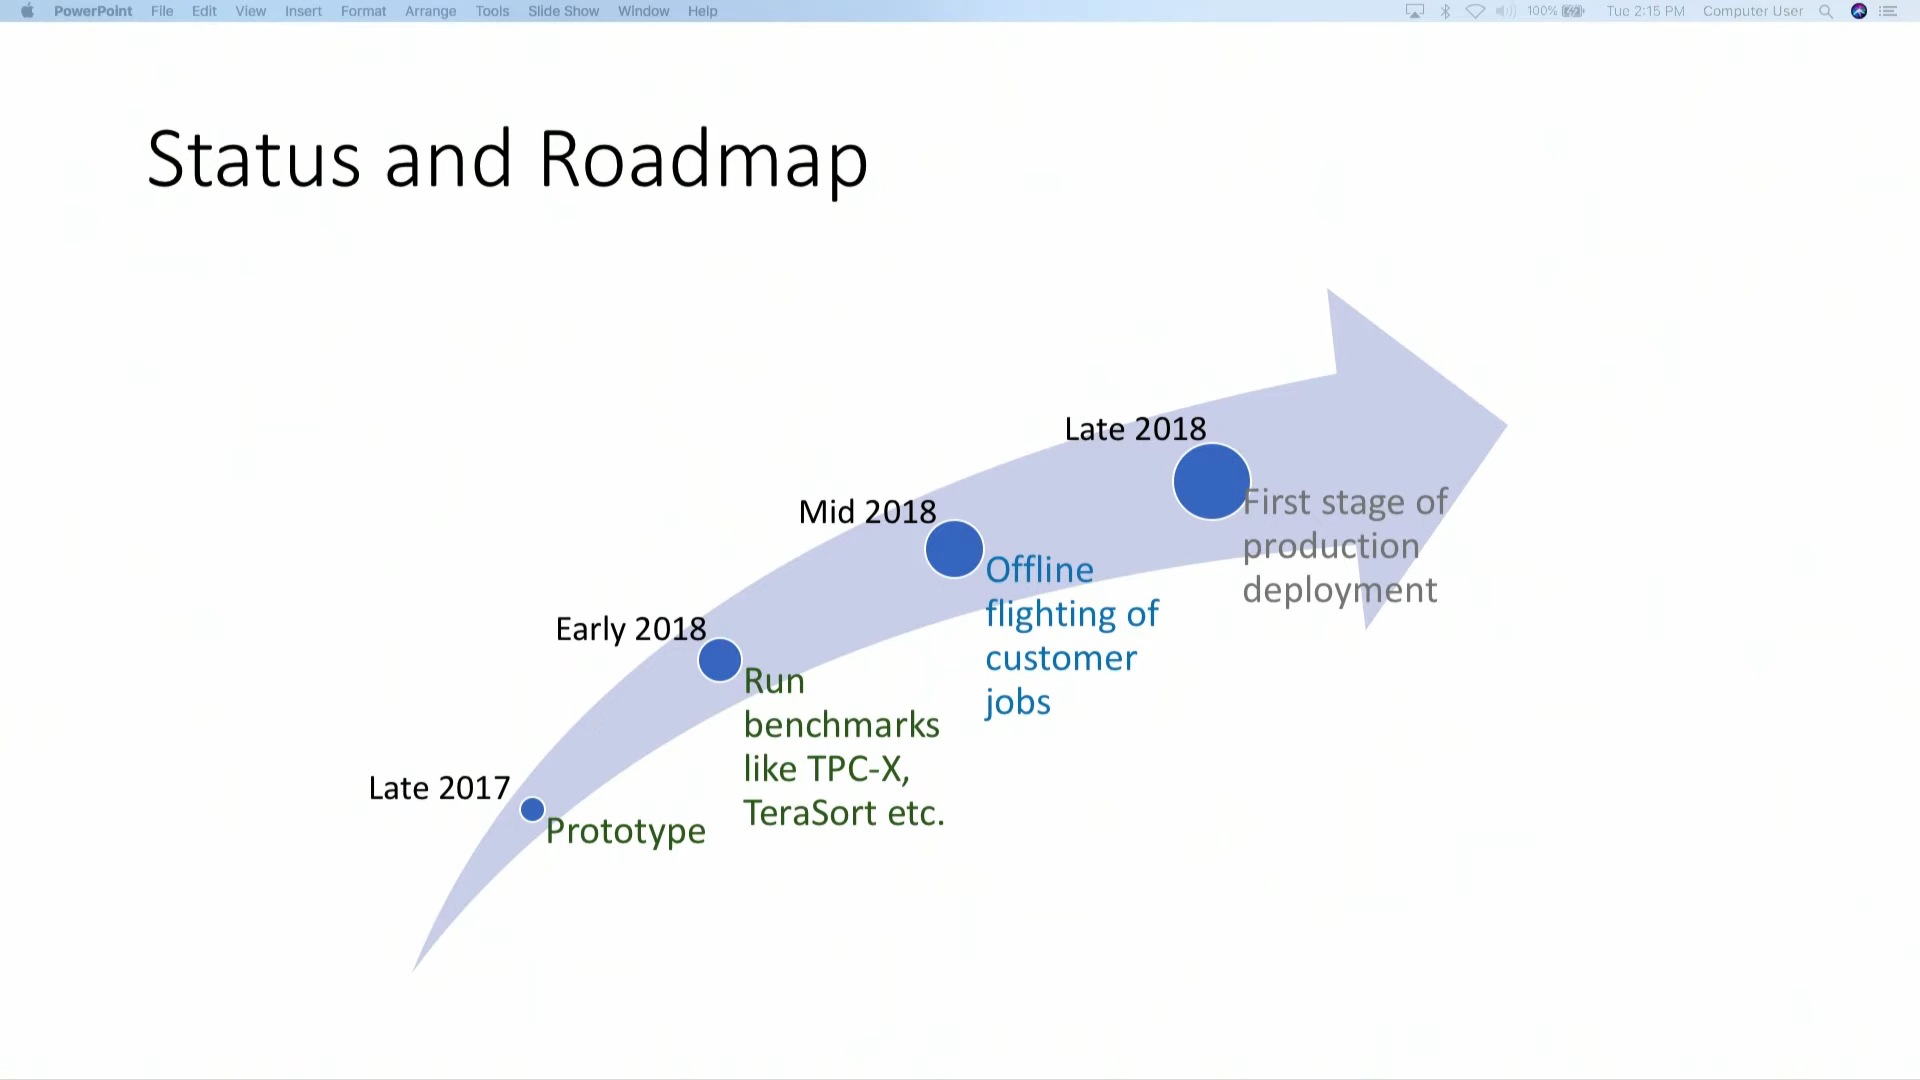 PowerPoint File Edit View Insert Format Arrange Tools Slide Show Window Help 100% Tue 2:15 PM Computer User
Status and Roadmap
Late 2017
Prototype
Early 2018
Run
benchmarks
like TPC-X,
TeraSort etc.
Mid 2018
Offline
flighting of
customer
jobs
Late 2018
First stage of
production
deployment